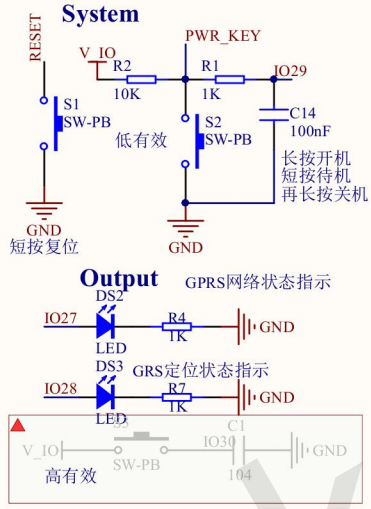 System
RESET
V_IO
PWR_KEY
R2
R1
IO29
10K
1K
S1
SW-PB
S2
SW-PB
C14
100nF
低有效
长按开机
短按待机
再长按关机
GND
GND
短按复位
Output
GPRS网络状态指示
DS2
IO27
R4
GND
LED
1K
DS3
GRS定位状态指示
IO28
R7
GND
LED
1K
S3
C1
V_IO
IO30
GND
SW-PB
104
高有效